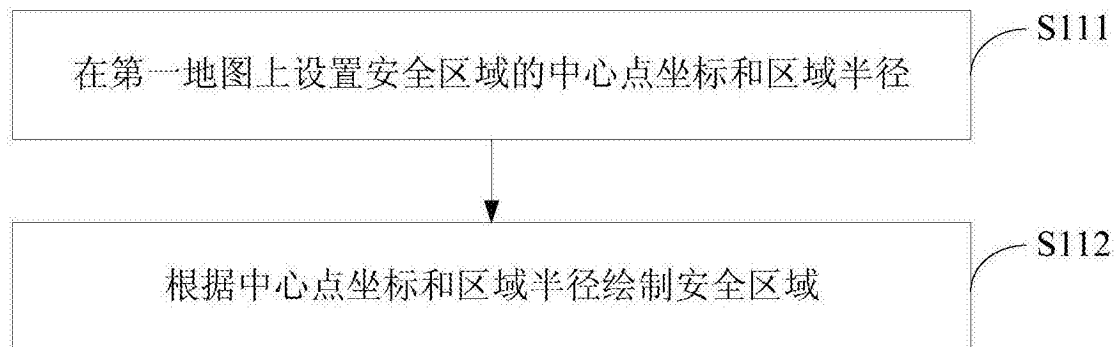 在第一地图上设置安全区域的中心点坐标和区域半径
S111
根据中心点坐标和区域半径绘制安全区域
S112